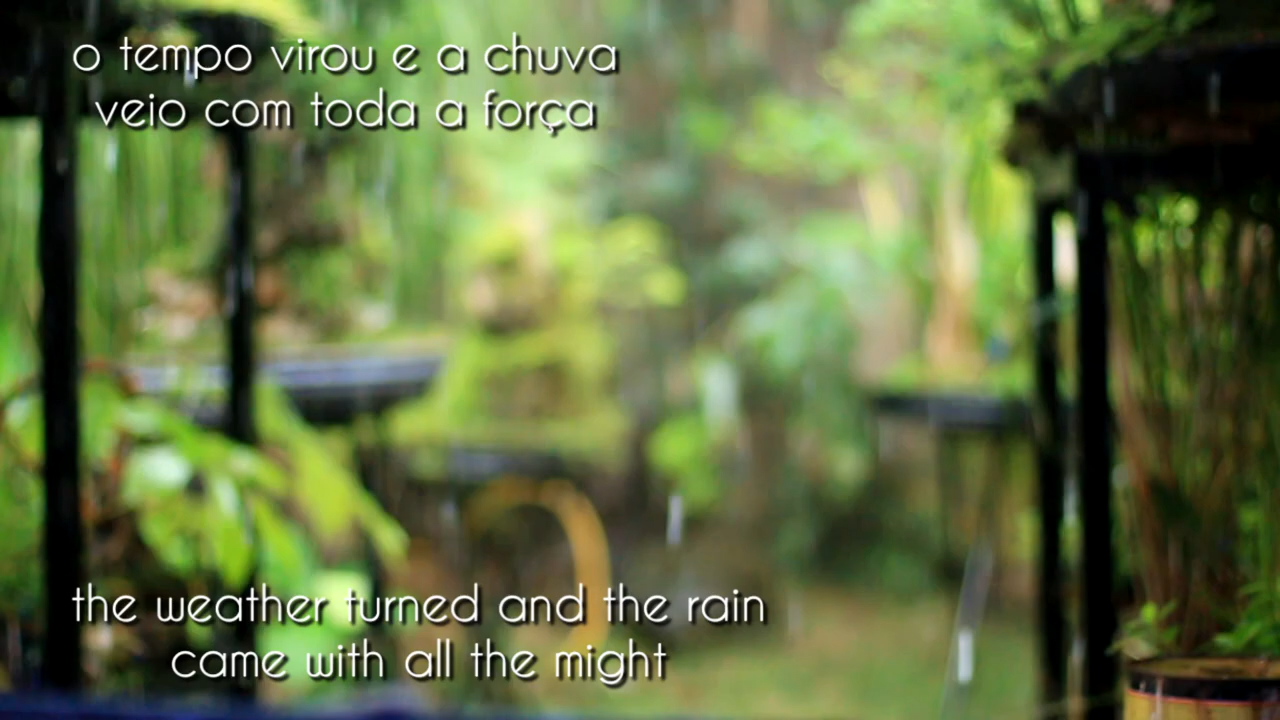 o tempo virou e a chuva
veio com toda a força
the weather turned and the rain
came with all the might